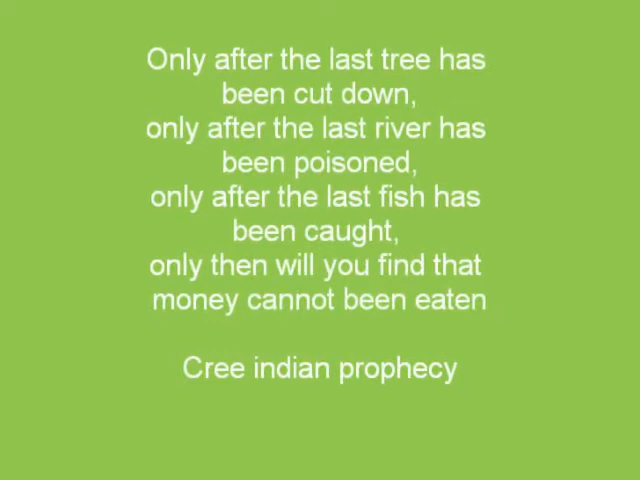 Only after the last tree has
been cut down,
only after the last river has
been poisoned,
only after the last fish has
been caught,
only then will you find that
money cannot been eaten
Cree indian prophecy